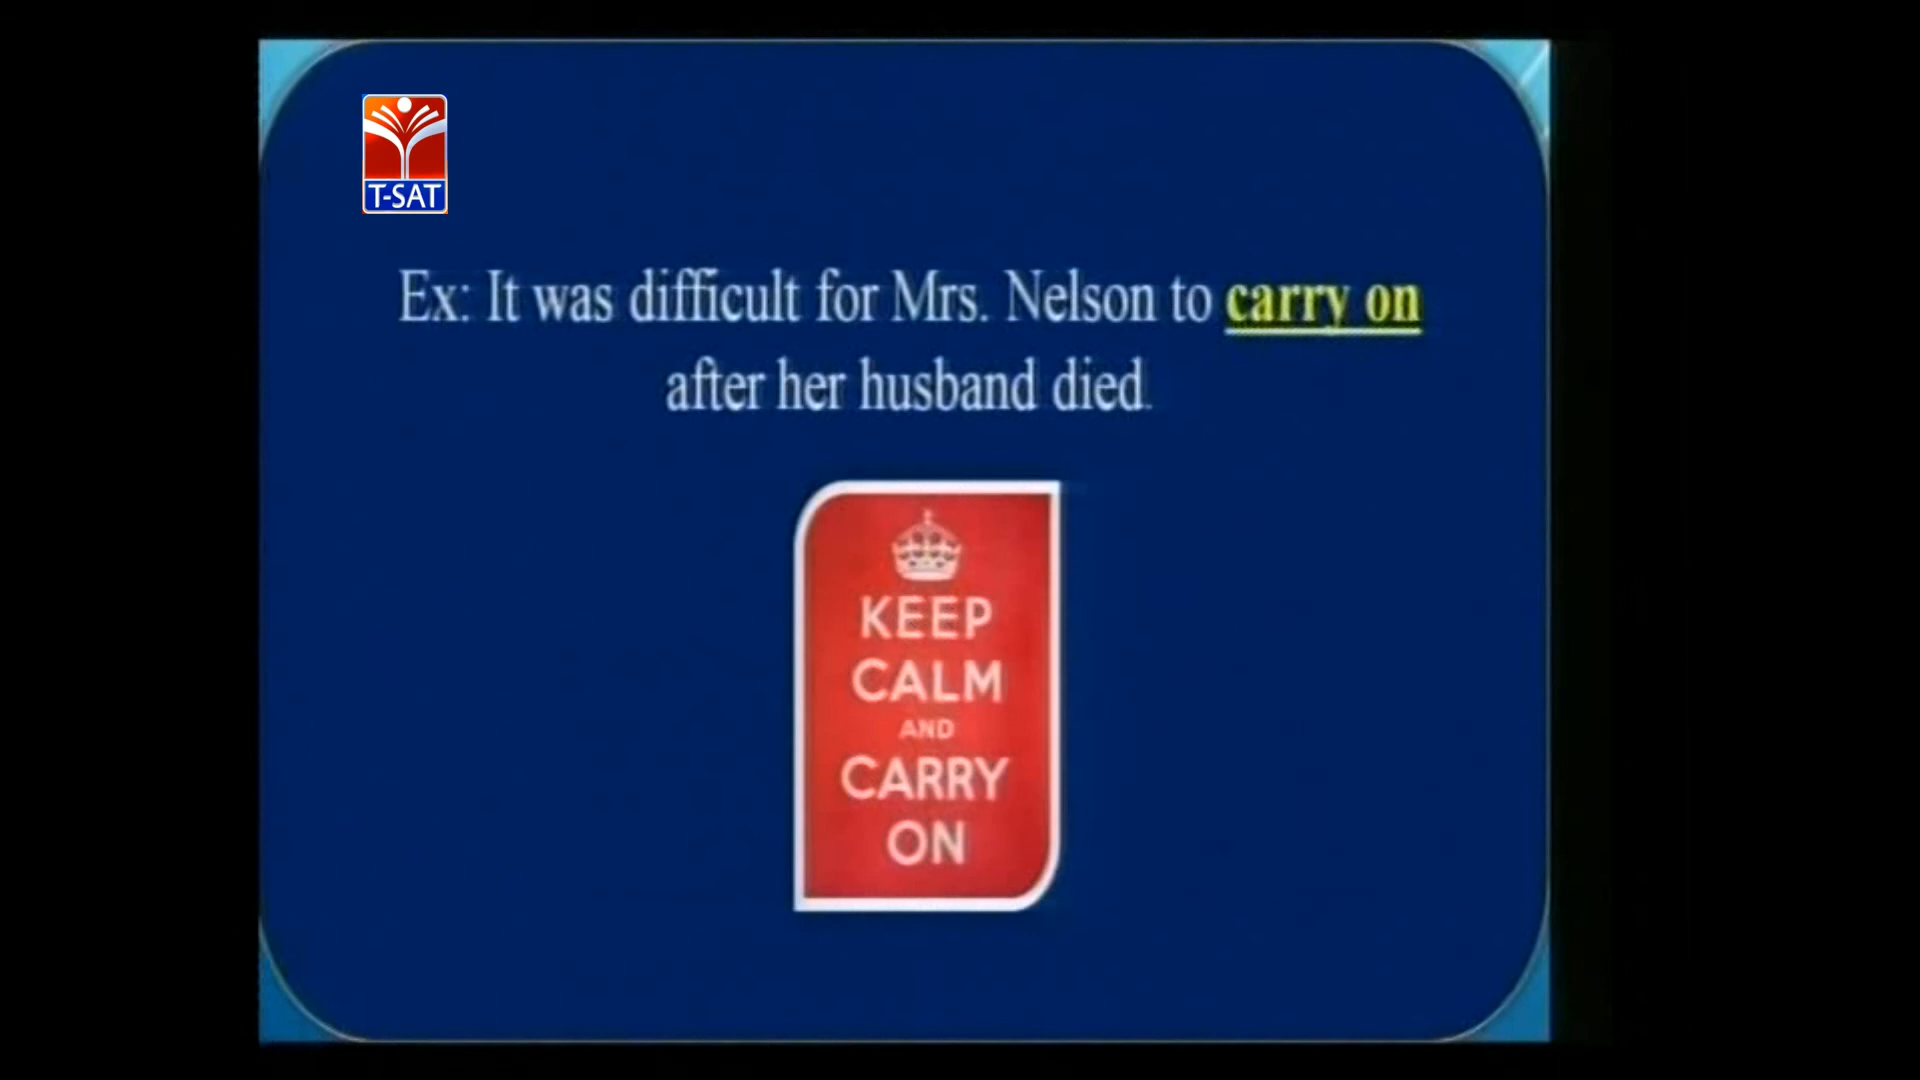 T-SAT
Ex: It was difficult for Mrs. Nelson to carry on
after her husband died.
KEEP
CALM
AND
CARRY
ON